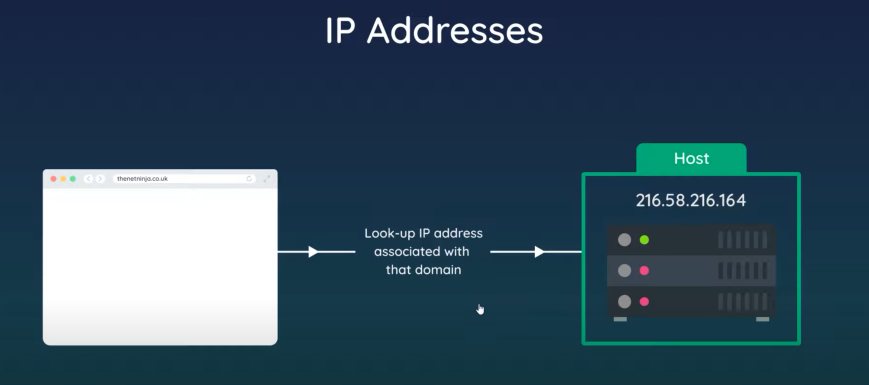 IP Addresses
thenetninja.co.uk
Look-up IP address
associated with
that domain
Host
216.58.216.164